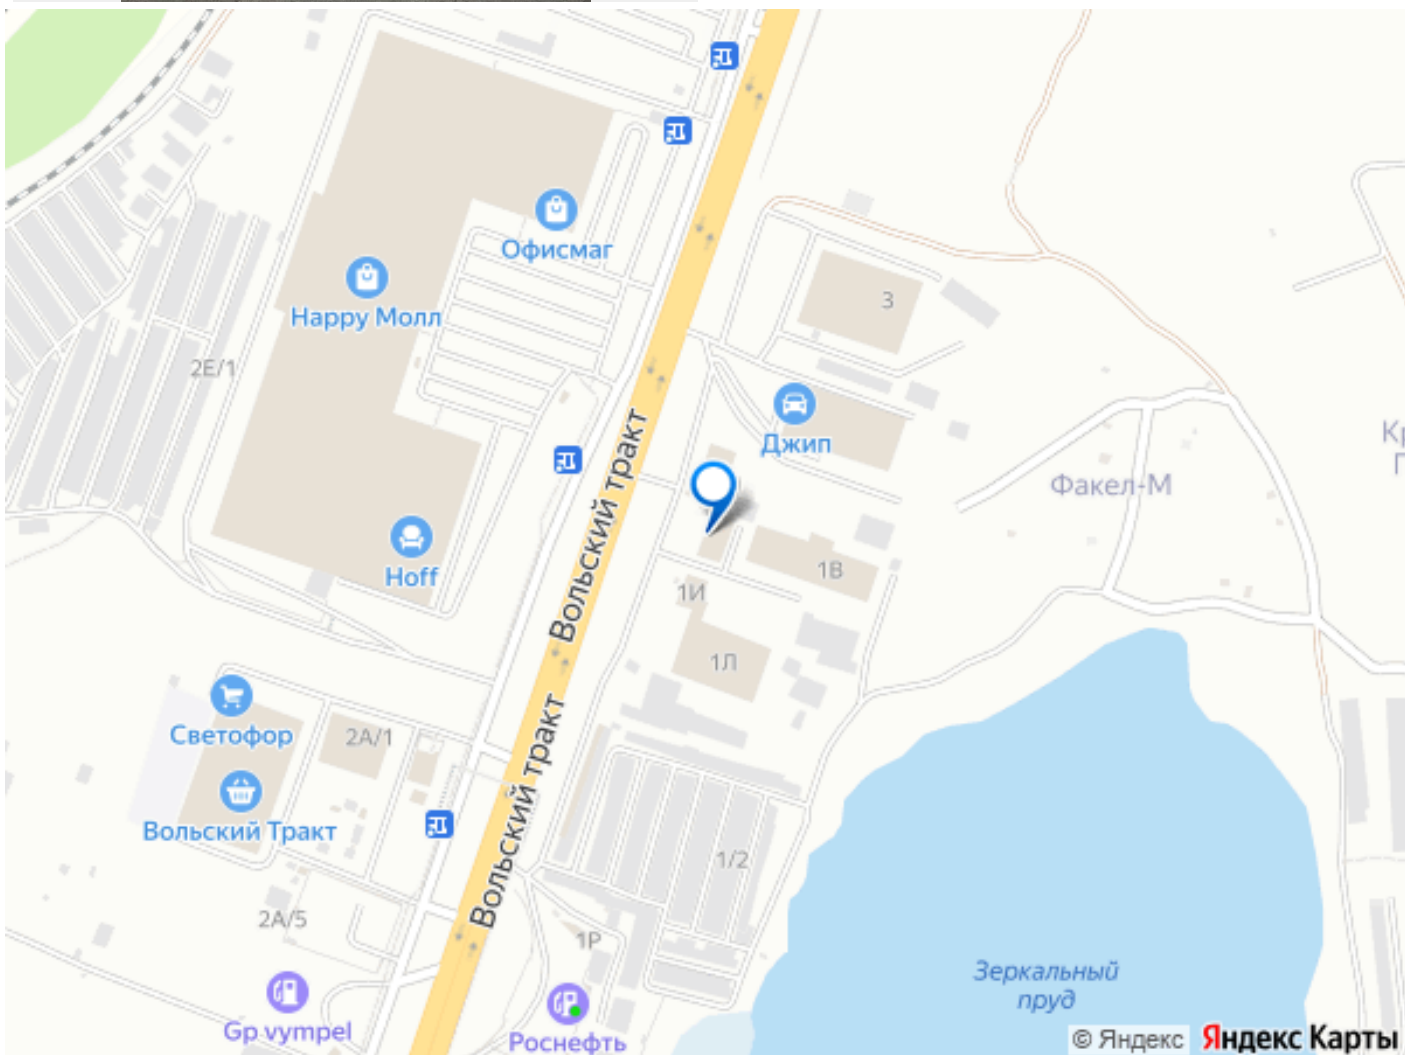 Офисмаг
Happy Молл
3
2Е/1
Джип
Вольский тракт
Кр
П
Факел-М
Hoff
1В
1И
1Л
Светофор
2А/1
Вольский тракт
Вольский Тракт
1/2
2А/5
1Р
Зеркальный
пруд
Gp vympel
Роснефть
© Яндекс Яндекс Карты